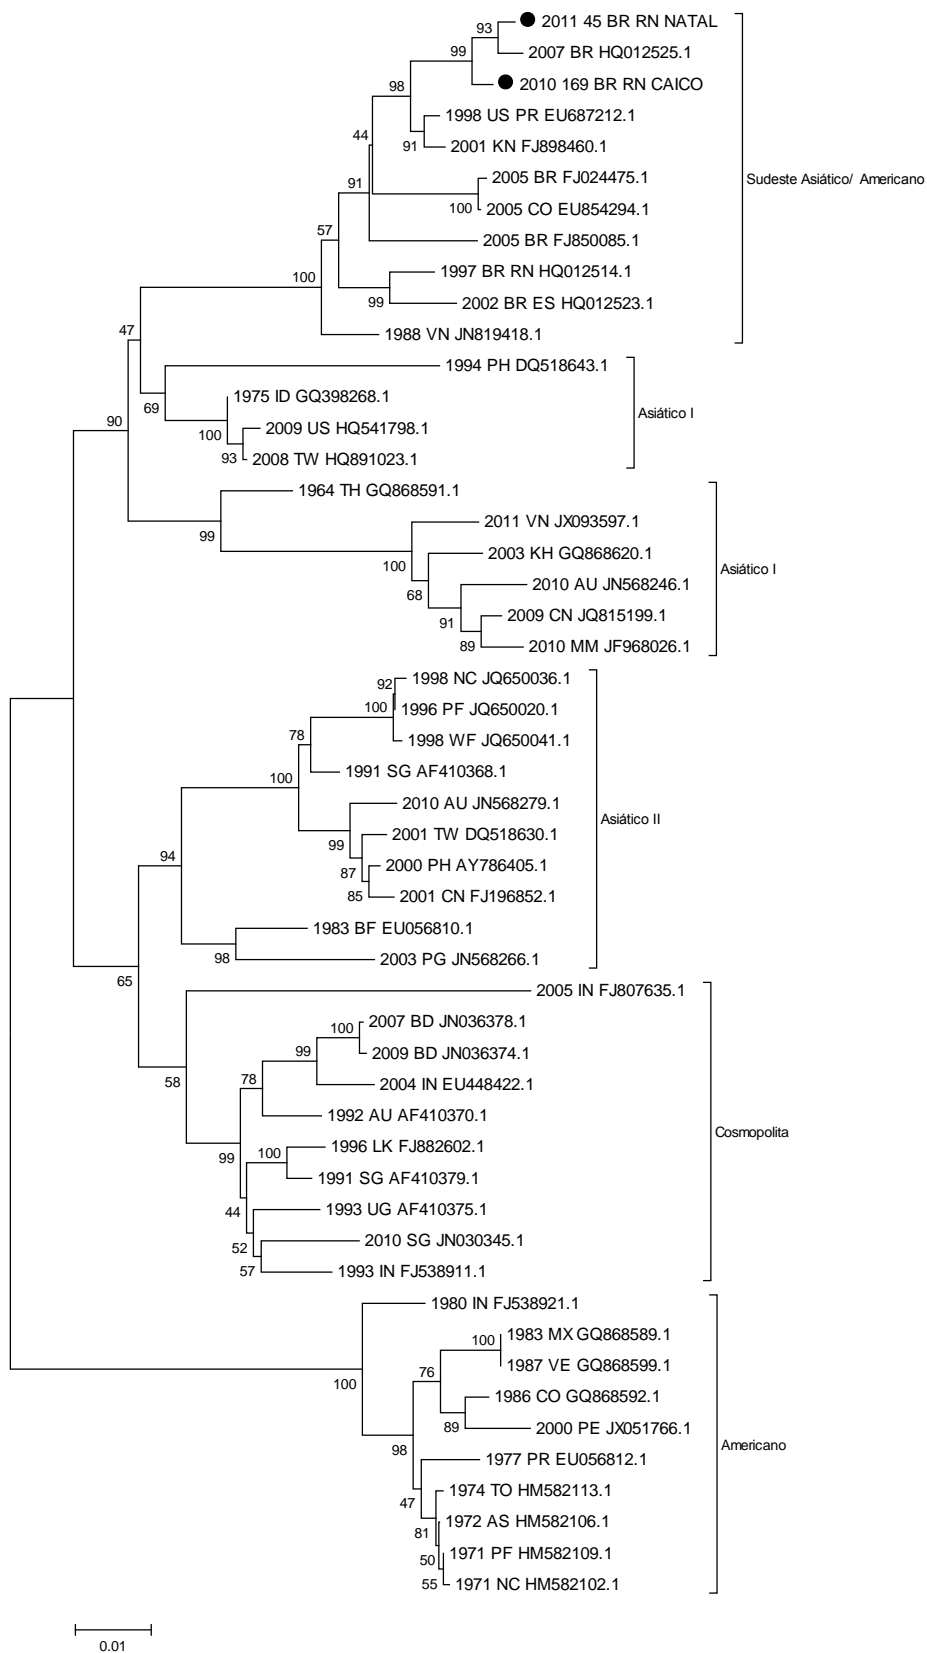 2011 45 BR RN NATAL
93
2007 BR HQ012525.1
99
2010 169 BR RN CAICO
98
1998 US PR EU687212.1
44
91
2001 KN FJ898460.1
2005 BR FJ024475.1
Sudeste Asiático/ Americano
91
100
2005 CO EU854294.1
57
2005 BR FJ850085.1
1997 BR RN HQ012514.1
100
99
2002 BR ES HQ012523.1
47
1988 VN JN819418.1
1994 PH DQ518643.1
69
1975 ID GQ398268.1
Asiático I
90
100
2009 US HQ541798.1
93
2008 TW HQ891023.1
1964 TH GQ868591.1
99
2011 VN JX093597.1
100
2003 KH GQ868620.1
Asiático I
68
2010 AU JN568246.1
91
2009 CN JQ815199.1
89
2010 MM JF968026.1
92
1998 NC JQ650036.1
100
1996 PF JQ650020.1
78
1998 WF JQ650041.1
100
1991 SG AF410368.1
2010 AU JN568279.1
Asiático II
99
2001 TW DQ518630.1
94
87
2000 PH AY786405.1
85
2001 CN FJ196852.1
1983 BF EU056810.1
98
2003 PG JN568266.1
65
2005 IN FJ807635.1
100
2007 BD JN036378.1
99
2009 BD JN036374.1
58
78
2004 IN EU448422.1
1992 AU AF410370.1
Cosmopolita
99
100
1996 LK FJ882602.1
1991 SG AF410379.1
44
1993 UG AF410375.1
52
2010 SG JN030345.1
57
1993 IN FJ538911.1
1980 IN FJ538921.1
100
1983 MX GQ868589.1
76
1987 VE GQ868599.1
100
1986 CO GQ868592.1
89
2000 PE JX051766.1
98
Americano
1977 PR EU056812.1
47
1974 TO HM582113.1
81
1972 AS HM582106.1
50
1971 PF HM582109.1
55
1971 NC HM582102.1
0.01